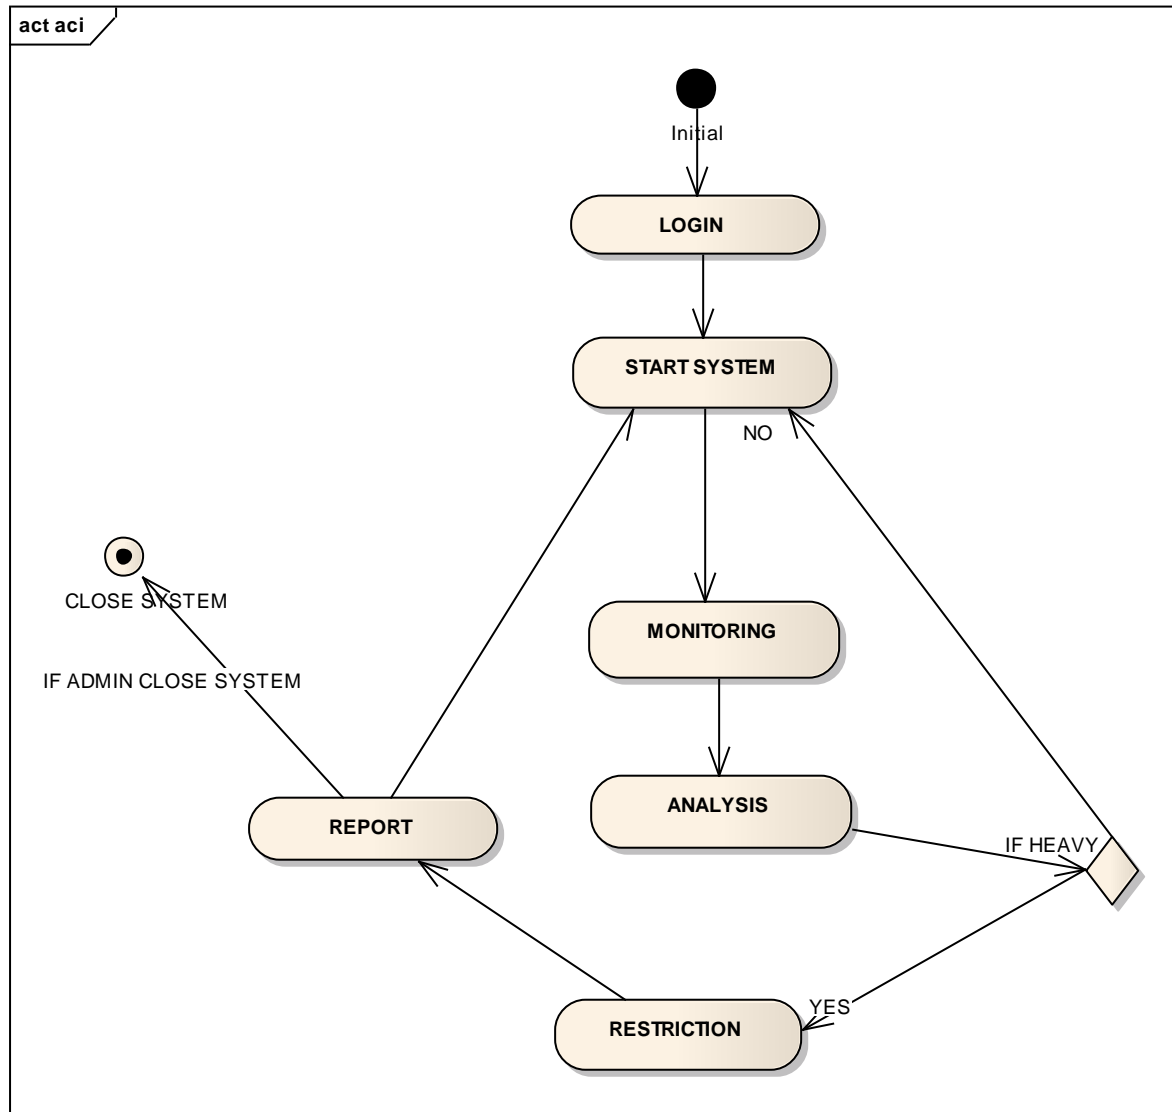 act aci
Initial
LOGIN
START SYSTEM
NO
CLOSE SYSTEM
MONITORING
IF ADMIN CLOSE SYSTEM
ANALYSIS
REPORT
IF HEAVY
YES
RESTRICTION